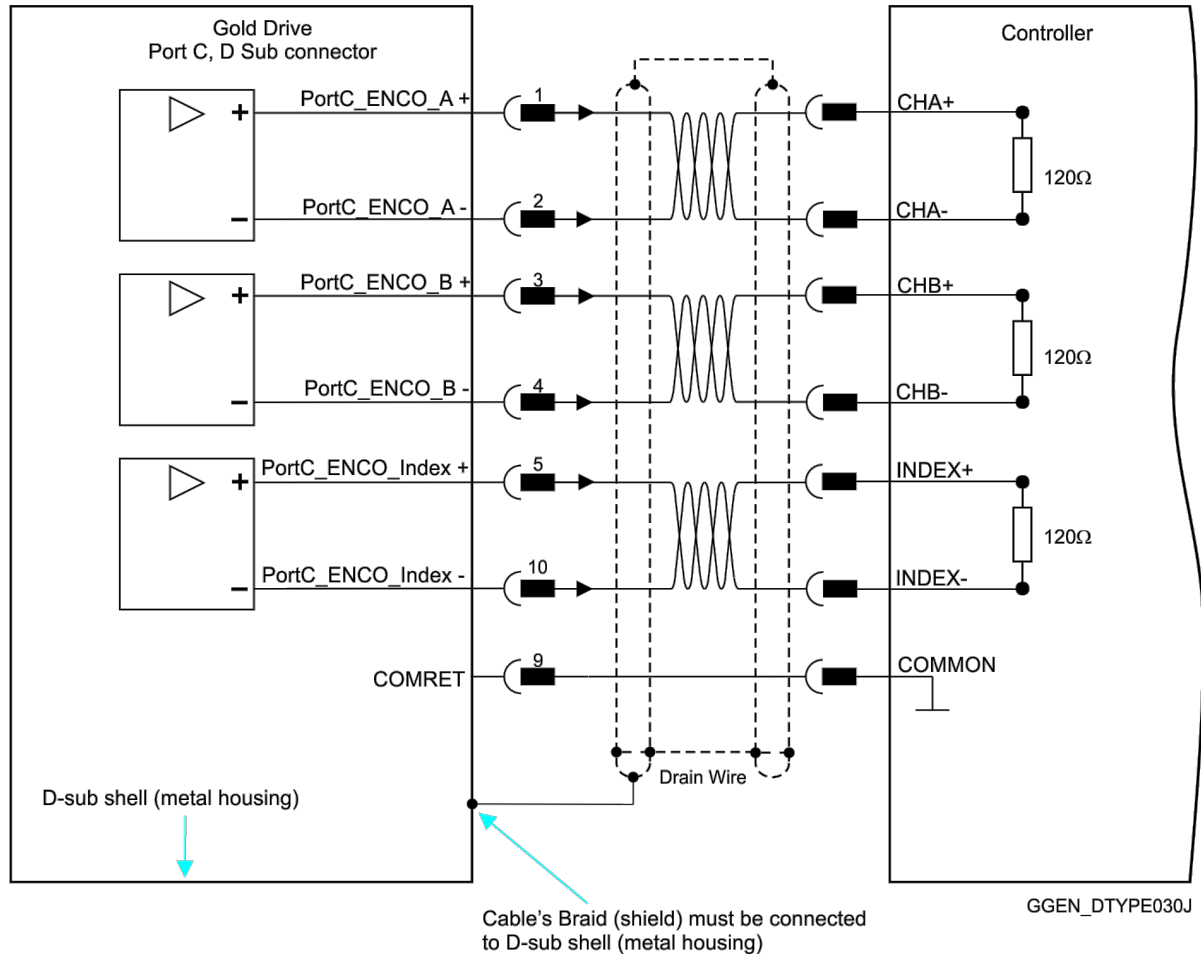 Gold Drive
Port C, D Sub connector
Controller
PortC_ENCO_A +
1
CHA+
+
120Ω
PortC_ENCO_A -
2
CHA-
−
PortC_ENCO_B +
3
CHB+
+
120Ω
PortC_ENCO_B -
4
CHB-
−
PortC_ENCO_Index +
5
INDEX+
+
120Ω
PortC_ENCO_Index -
10
INDEX-
−
COMRET
9
COMMON
Drain Wire
D-sub shell (metal housing)
Cable's Braid (shield) must be connected
to D-sub shell (metal housing)
GGEN_DTYPE030J